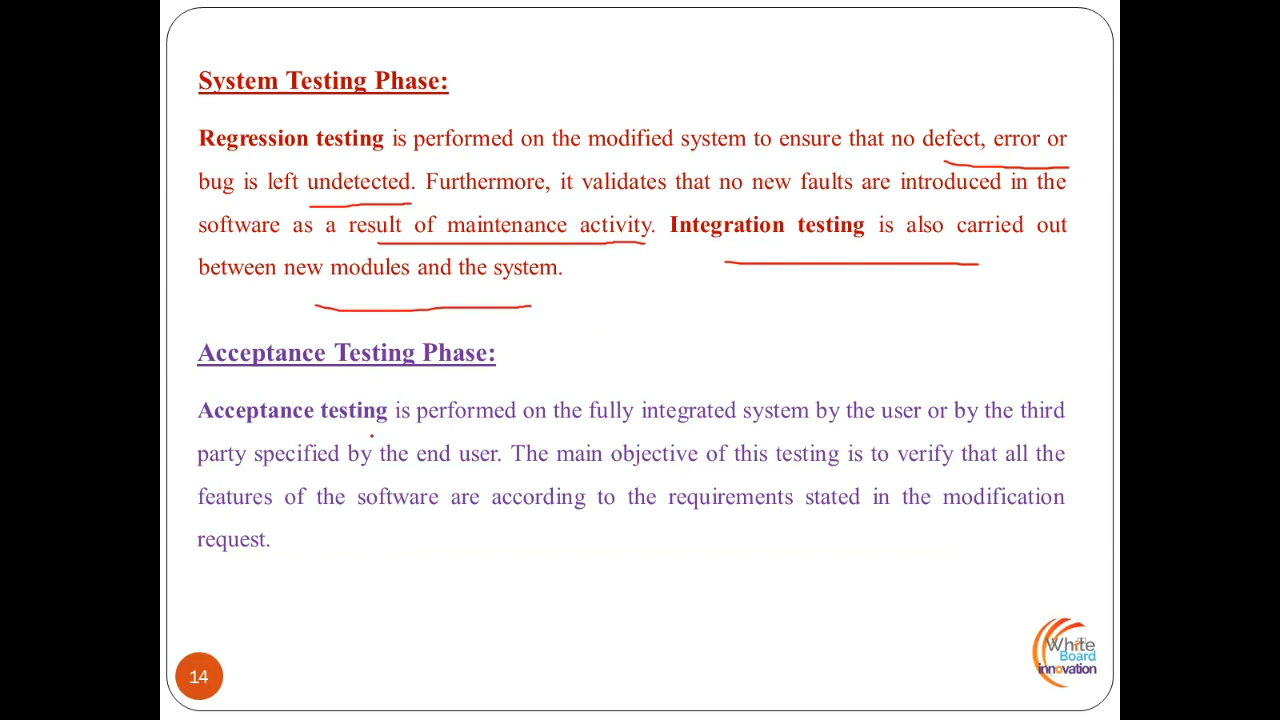 System Testing Phase:
Regression testing is performed on the modified system to ensure that no defect, error or
bug is left undetected. Furthermore, it validates that no new faults are introduced in the
software as a result of maintenance activity. Integration testing is also carried out
between new modules and the system.
Acceptance Testing Phase:
Acceptance testing is performed on the fully integrated system by the user or by the third
party specified by the end user. The main objective of this testing is to verify that all the
features of the software are according to the requirements stated in the modification
request.
14
White
Board
innovation